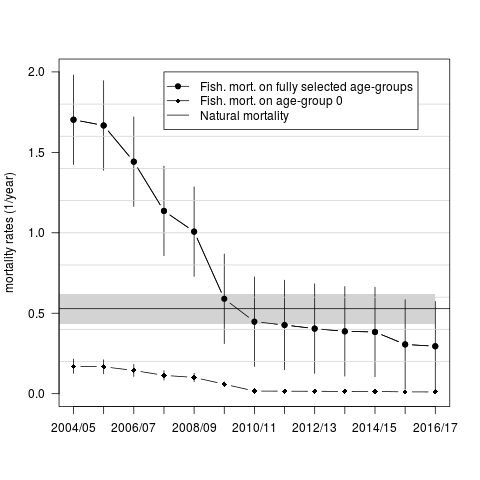 2.0
1.5
1.0
0.5
0.0
mortality rates (1/year)
Fish. mort. on fully selected age-groups
Fish. mort. on age-group 0
Natural mortality
2004/05 2006/07 2008/09 2010/11 2012/13 2014/15 2016/17